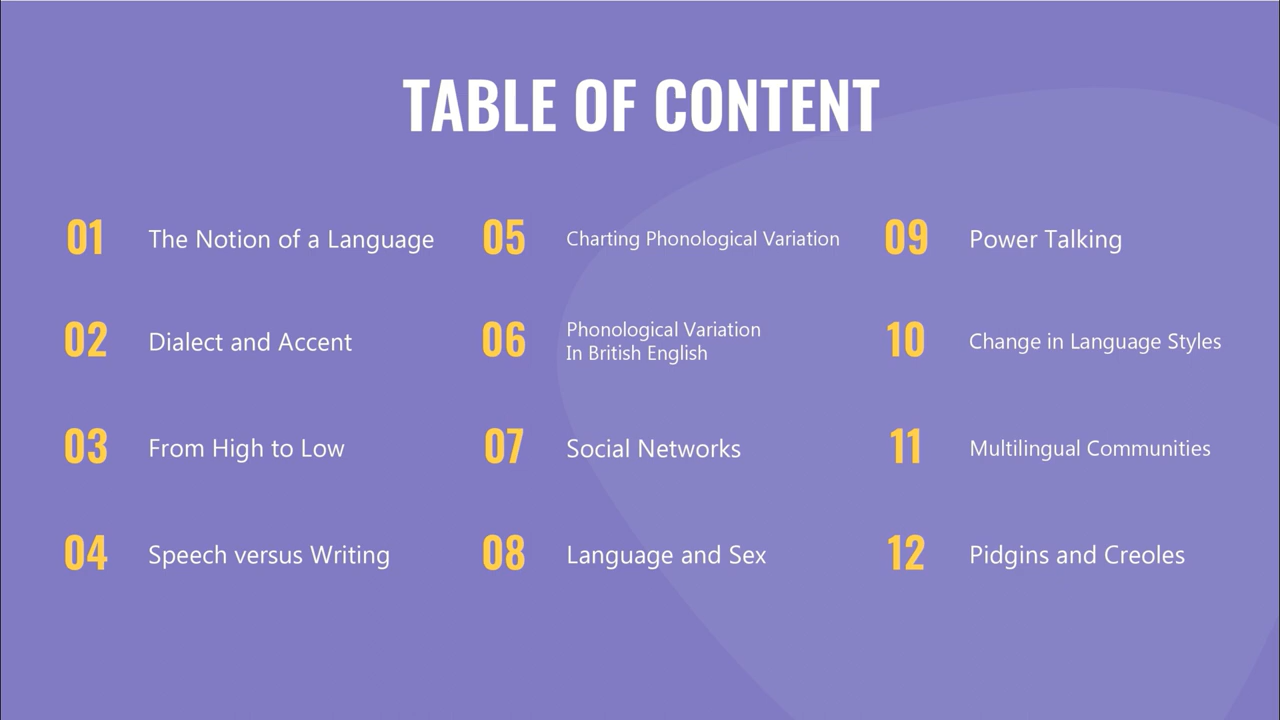 TABLE OF CONTENT
01 The Notion of a Language
02 Dialect and Accent
03 From High to Low
04 Speech versus Writing
05 Charting Phonological Variation
06 Phonological Variation
In British English
07 Social Networks
08 Language and Sex
09 Power Talking
10 Change in Language Styles
11 Multilingual Communities
12 Pidgins and Creoles